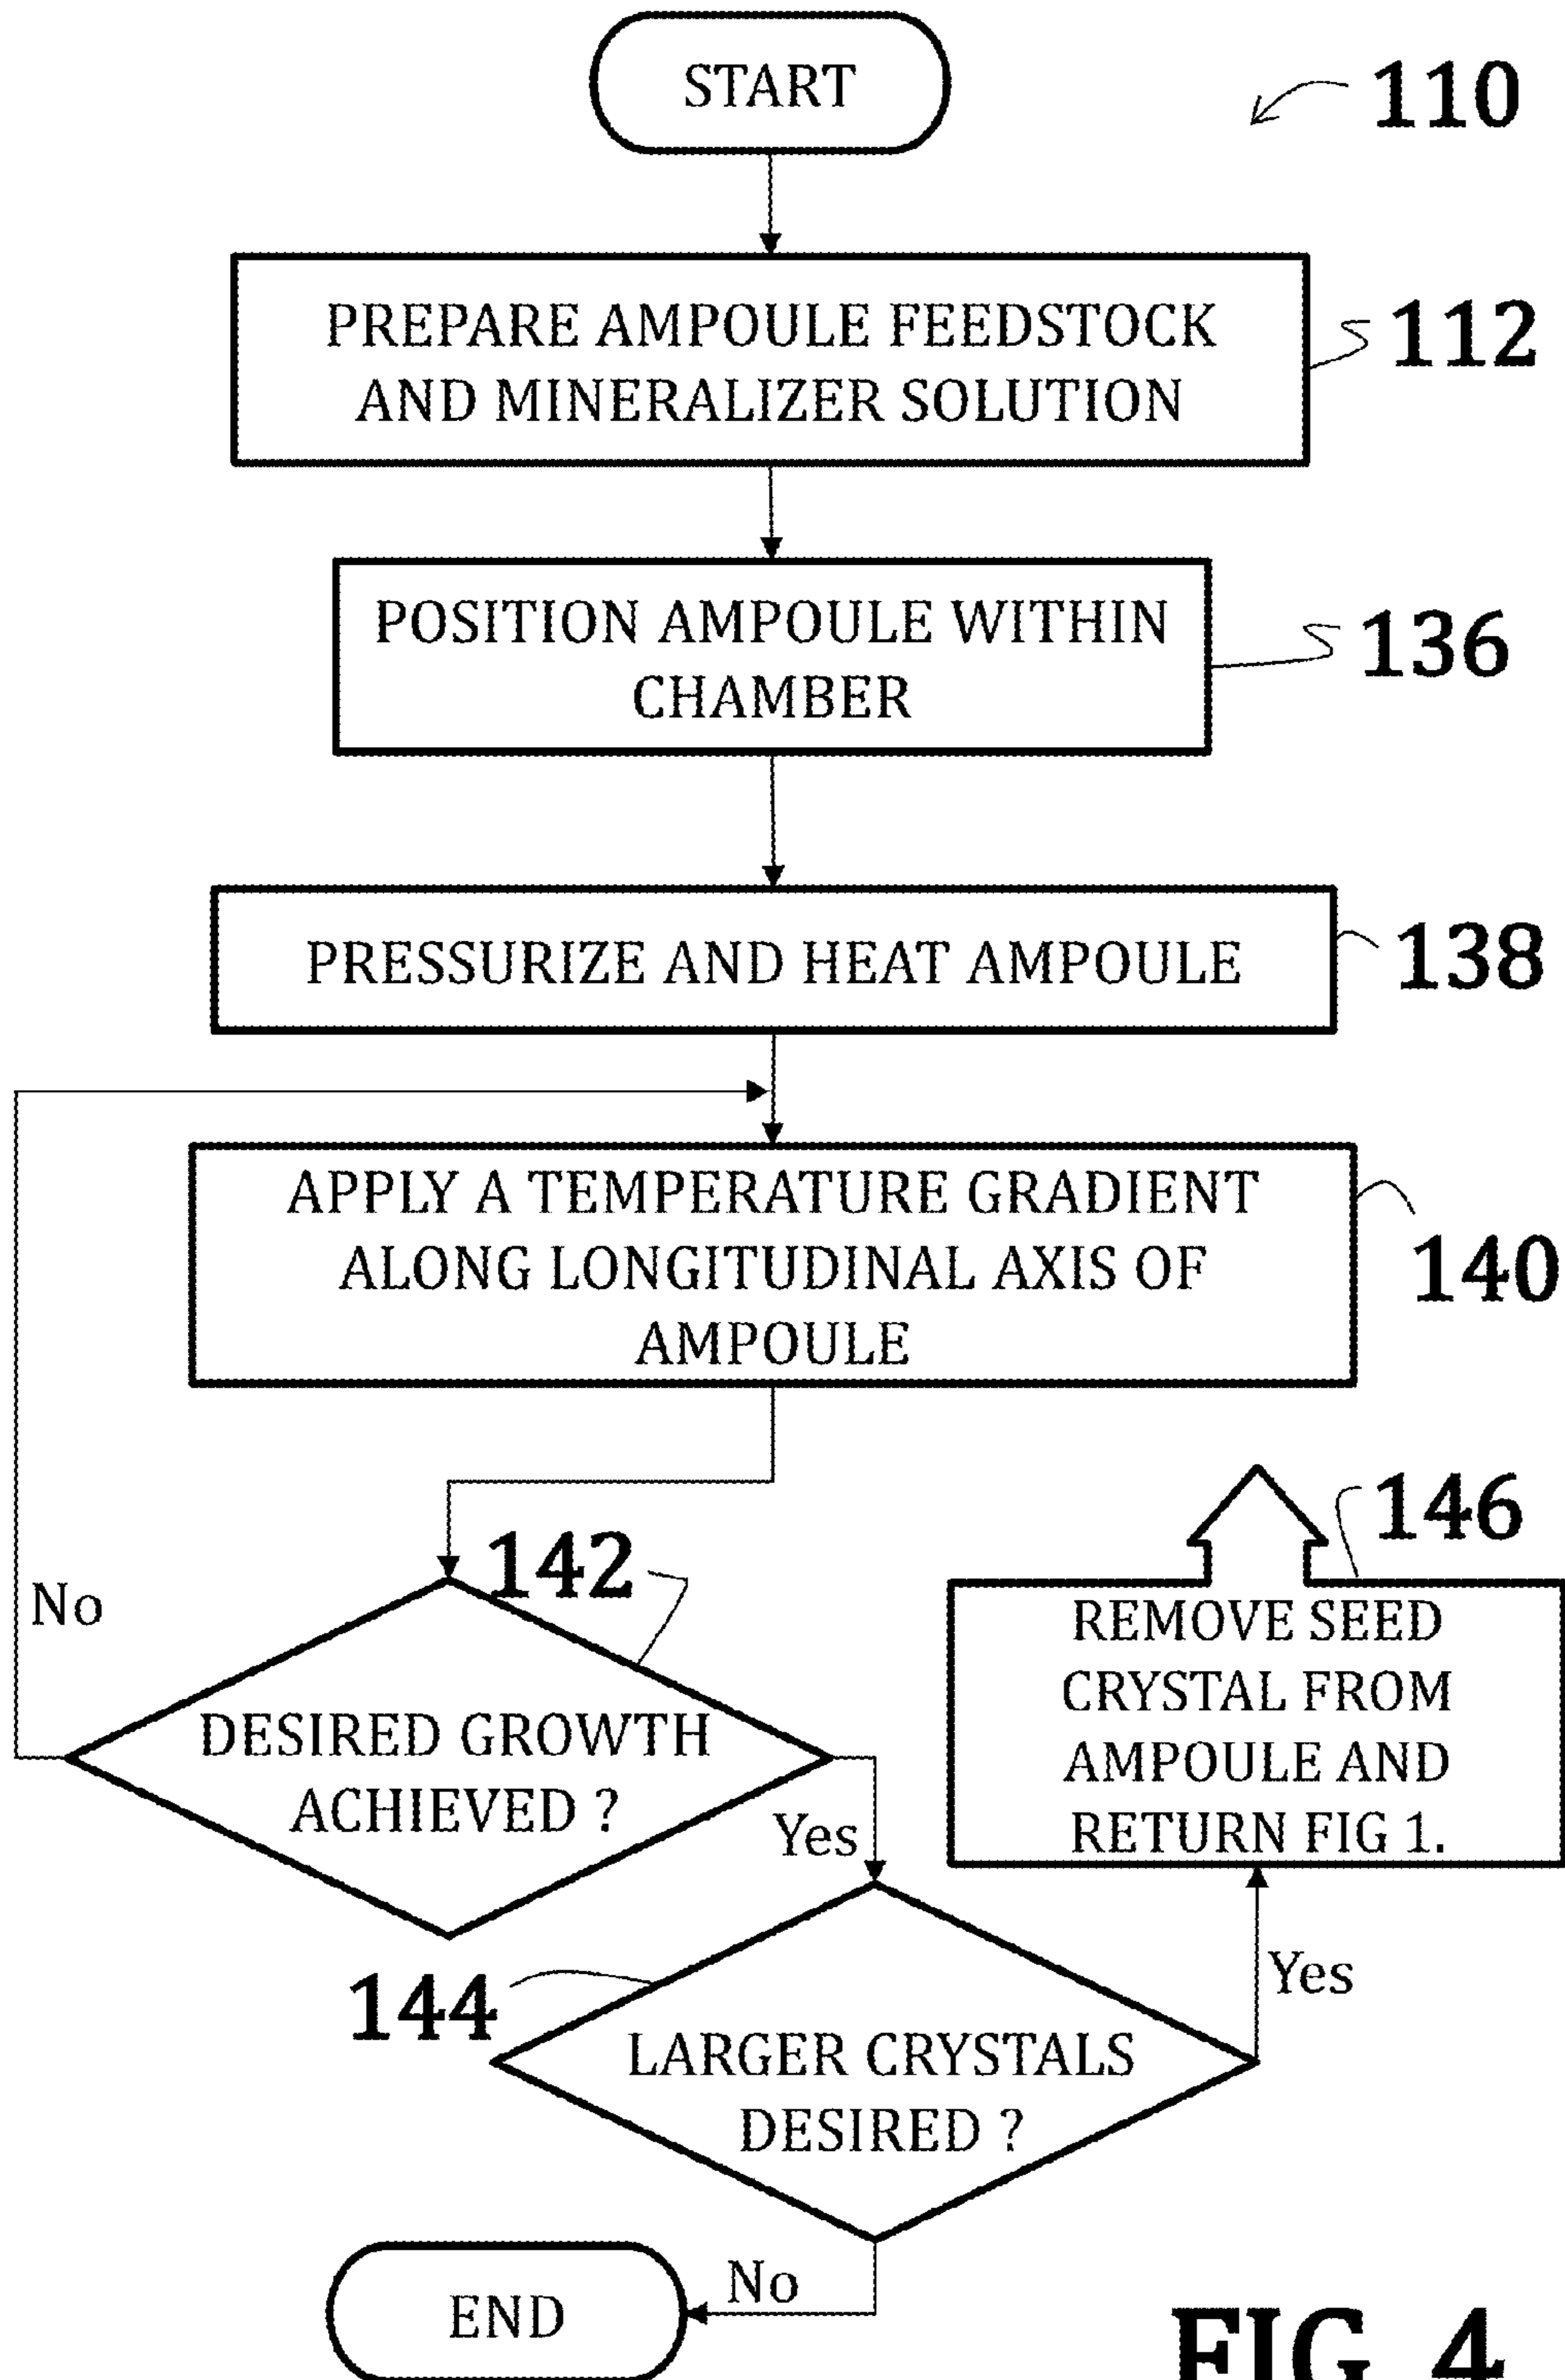 START
110
PREPARE AMPOULE FEEDSTOCK
AND MINERALIZER SOLUTION
112
POSITION AMPOULE WITHIN
CHAMBER
136
PRESSURIZE AND HEAT AMPOULE
138
APPLY A TEMPERATURE GRADIENT
ALONG LONGITUDINAL AXIS OF
AMPOULE
140
142
No
DESIRED GROWTH
ACHIEVED ?
Yes
146
REMOVE SEED
CRYSTAL FROM
AMPOULE AND
RETURN FIG 1.
144
Yes
LARGER CRYSTALS
DESIRED ?
No
END
FIG 4